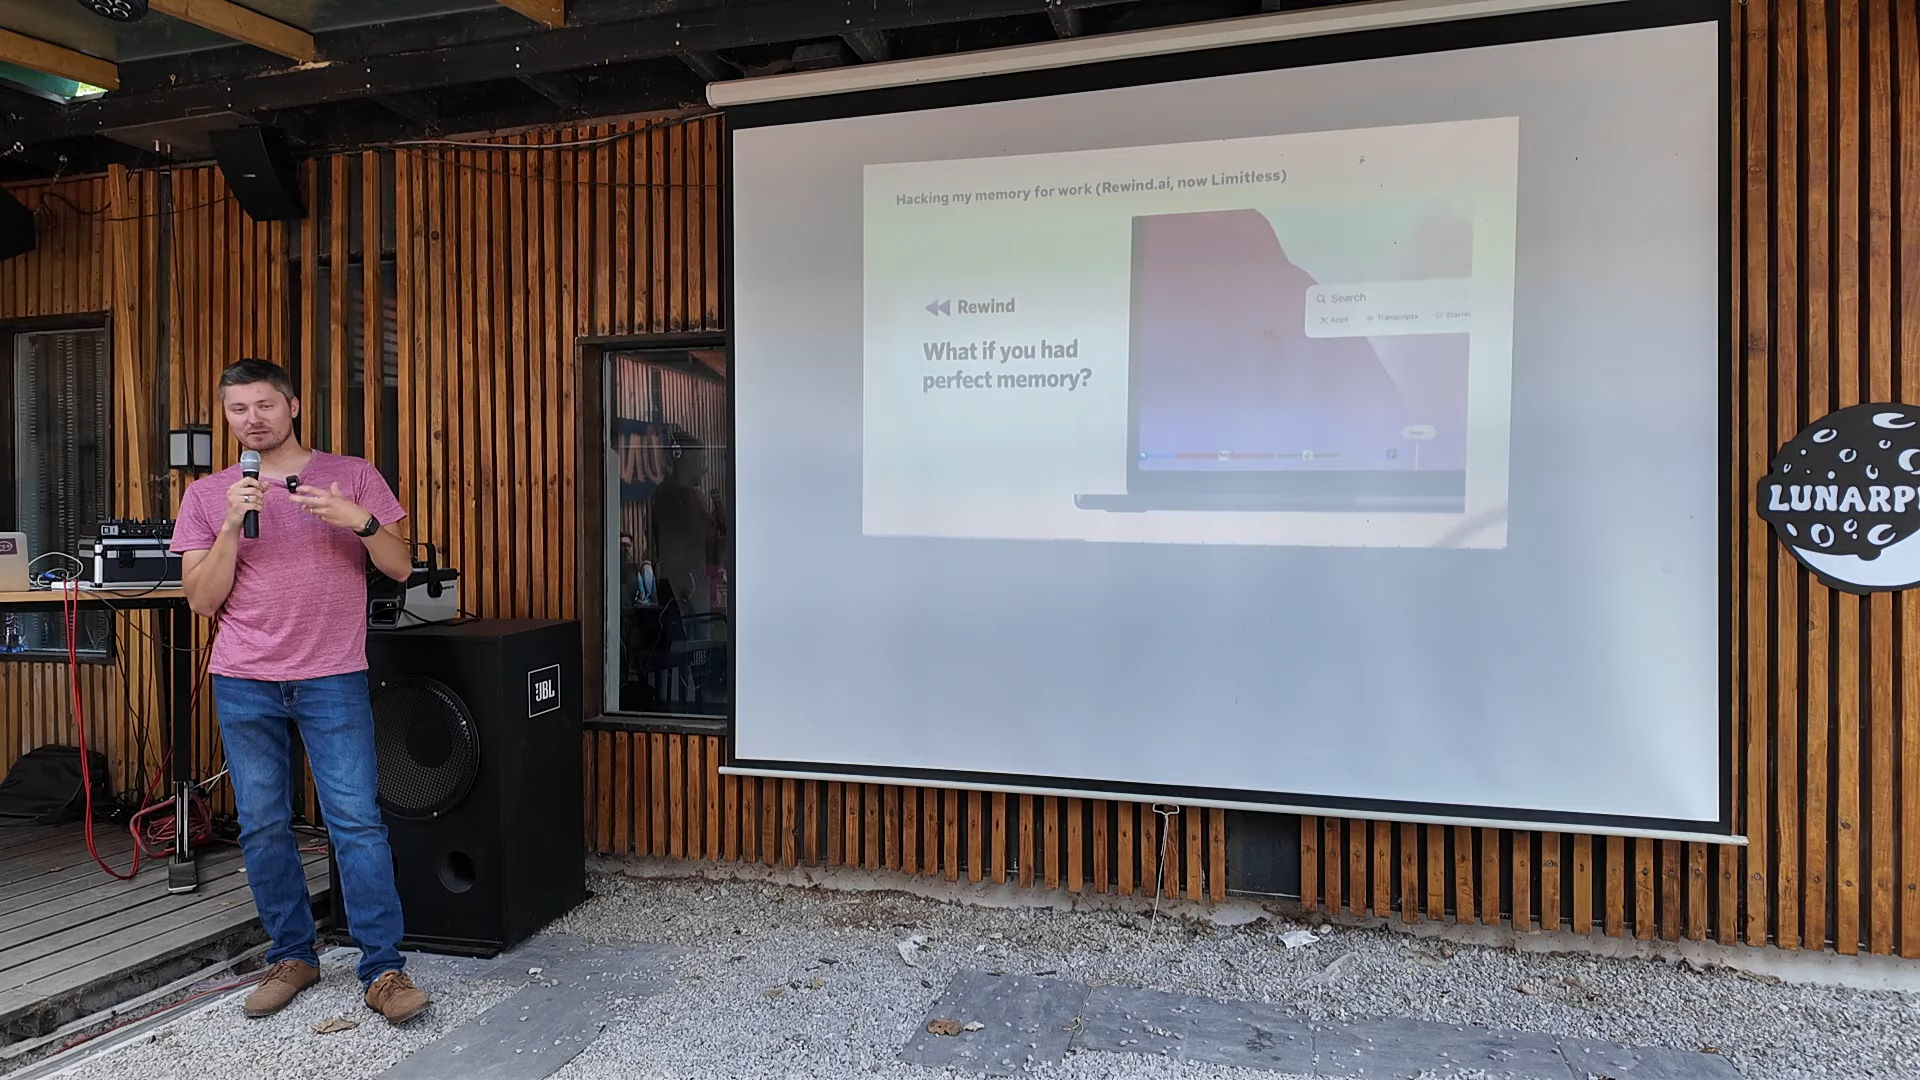 Hacking my memory for work (Rewind.ai, now Limitless)
Rewind
What if you had
perfect memory?
Search
Apps Transcripts
JBL
LUNARP